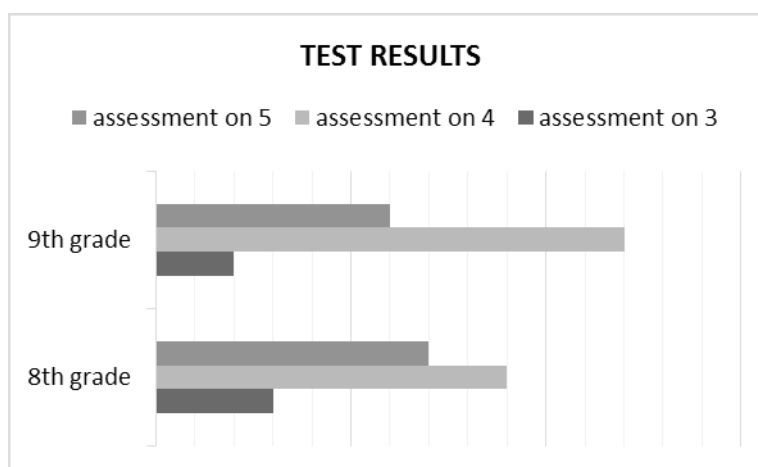 TEST RESULTS
assessment on 5 assessment on 4 assessment on 3
9th grade
8th grade